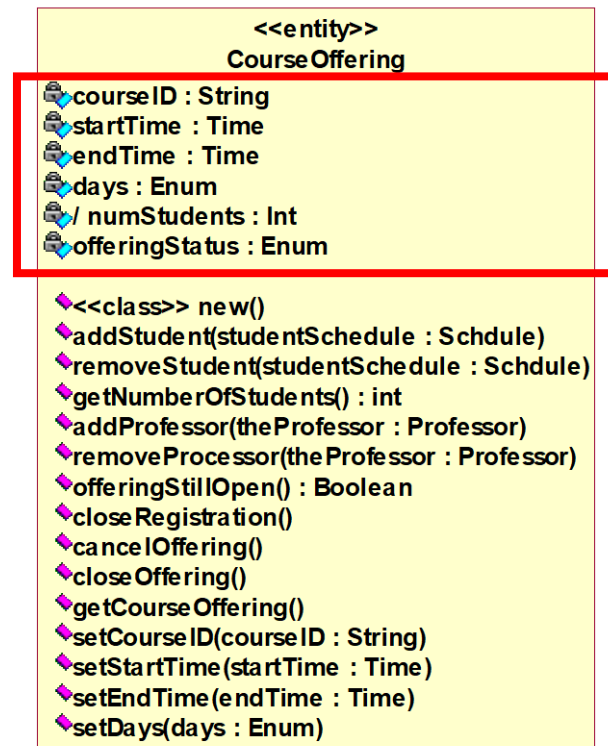 <<entity>>
CourseOffering
courseID : String
startTime : Time
endTime : Time
days : Enum
/ numStudents : Int
offeringStatus : Enum
<<class>> new()
addStudent(studentSchedule : Schdule)
removeStudent(studentSchedule : Schdule)
getNumberOfStudents() : int
addProfessor(theProfessor : Professor)
removeProcessor(theProfessor : Professor)
offeringStillOpen() : Boolean
closeRegistration()
cancelOffering()
closeOffering()
getCourseOffering()
setCourseID(courseID : String)
setStartTime(startTime : Time)
setEndTime(endTime : Time)
setDays(days : Enum)